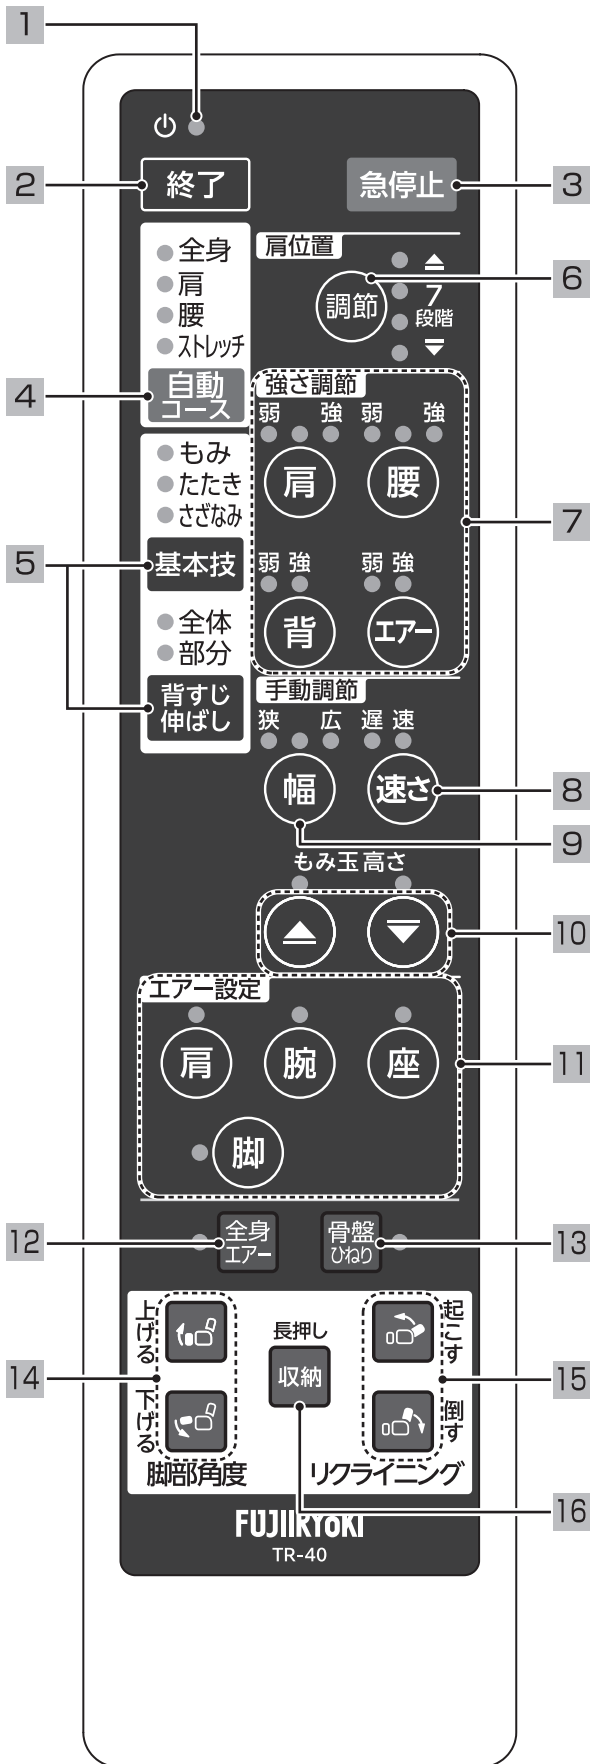 1
2 終了 急停止 3
全身
肩
腰
ストレッチ
4 自動
コース
肩位置
調節
6
7
段階
強さ調節
弱 強 弱 強
肩 腰
7
弱 強 弱 強
背 エアー
もみ
たたき
さざなみ
5 基本技
全体
部分
背すじ
伸ばし
手動調節
狭 広 遅 速
幅 速さ 8
9
もみ玉高さ
10
エアー設定
肩 腕 座 11
脚
12 全身
エアー
骨盤
ひねり
13
上げる
下げる
14
脚部角度
長押し
収納
起こす
倒す
15
リクライニング
16
FUJIIRYOKI
TR-40